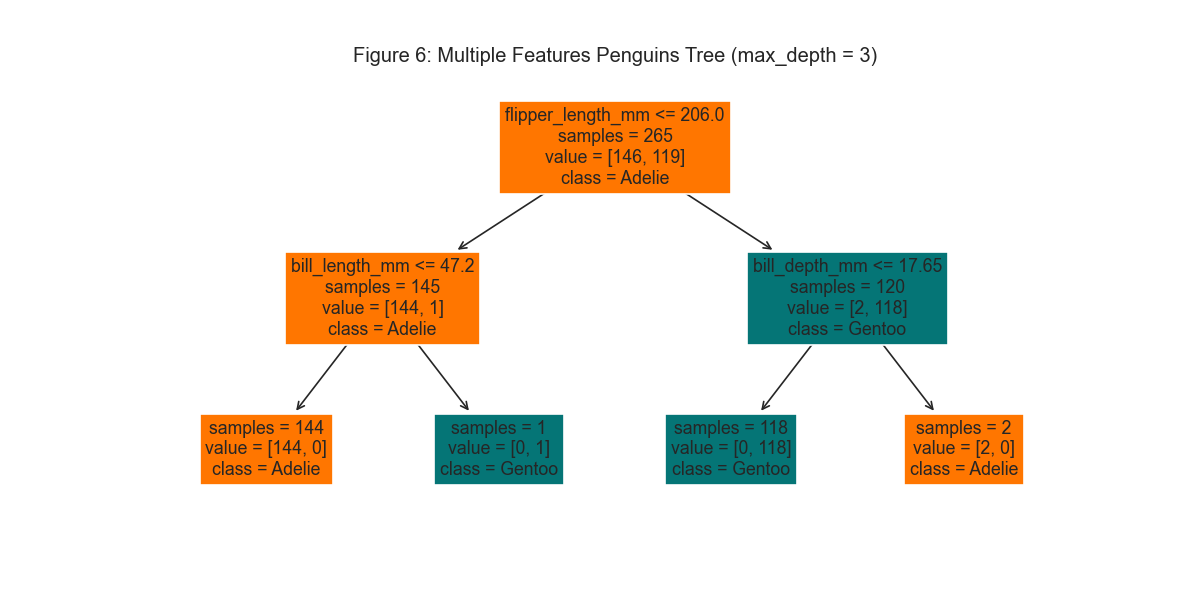 Figure 6: Multiple Features Penguins Tree (max_depth = 3)
flipper_length_mm <= 206.0
samples = 265
value = [146, 119]
class = Adelie
bill_length_mm <= 47.2
samples = 145
value = [144, 1]
class = Adelie
bill_depth_mm <= 17.65
samples = 120
value = [2, 118]
class = Gentoo
samples = 144
value = [144, 0]
class = Adelie
samples = 1
value = [0, 1]
class = Gentoo
samples = 118
value = [0, 118]
class = Gentoo
samples = 2
value = [2, 0]
class = Adelie